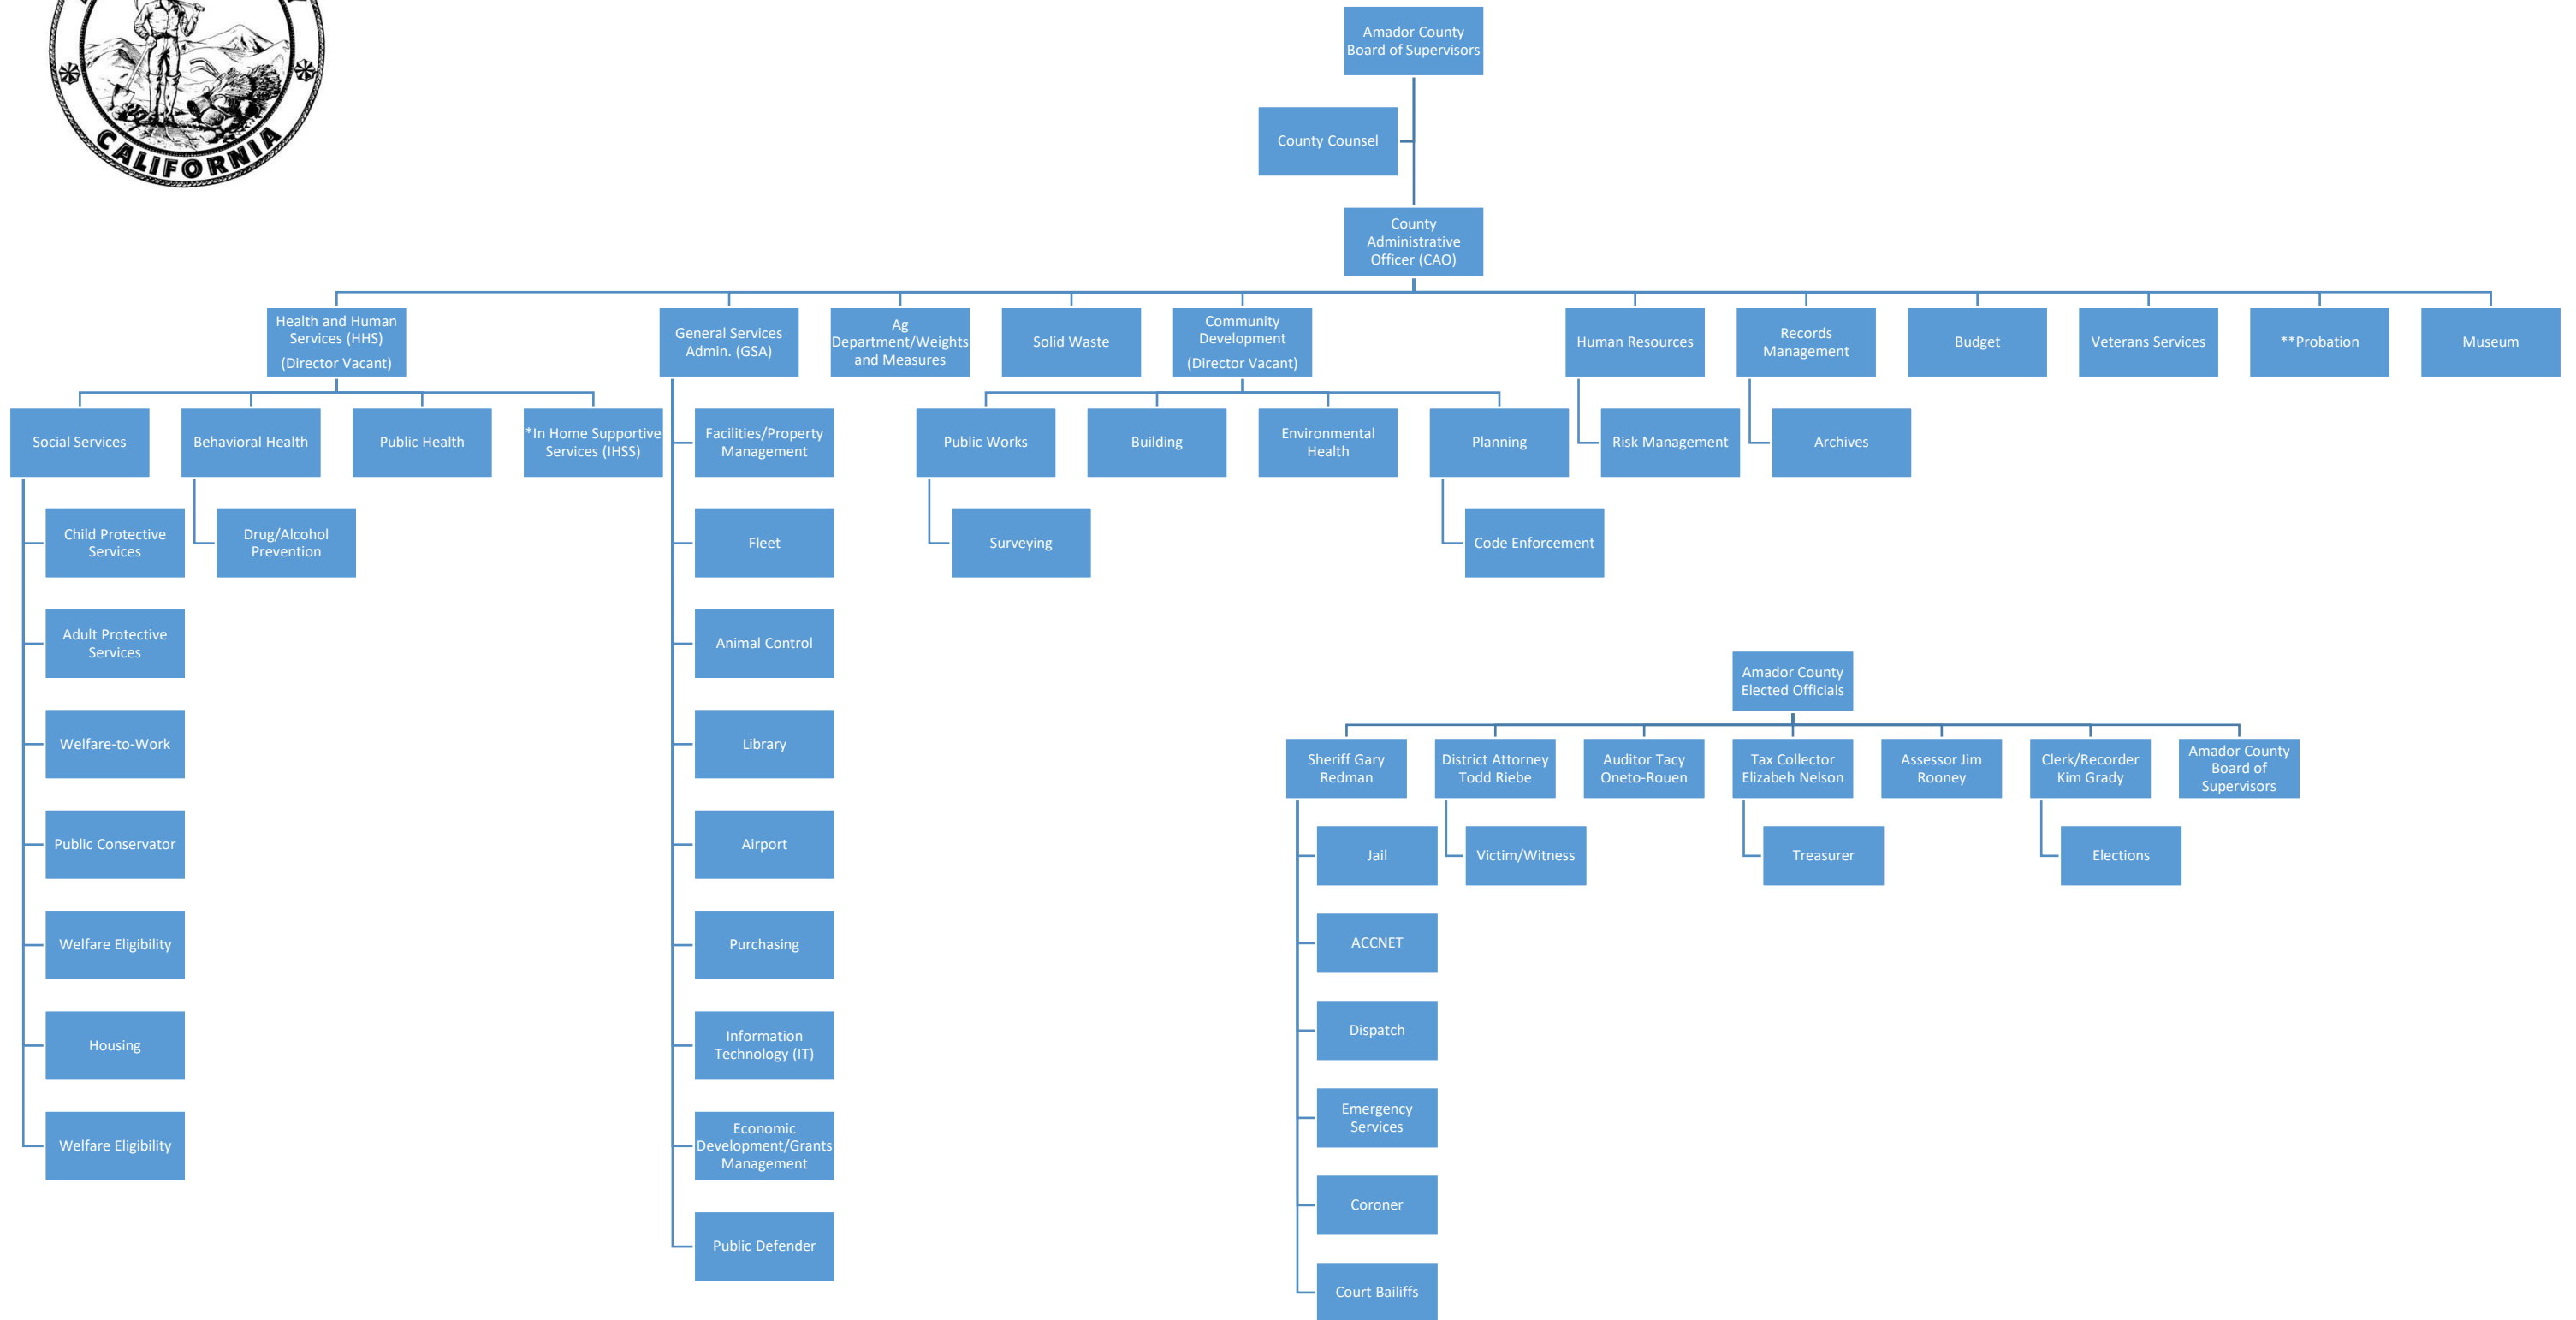 CALIFORNIA
Amador County
Board of Supervisors
County Counsel
County
Administrative
Officer (CAO)
Health and Human
Services (HHS)
(Director Vacant)
General Services
Admin. (GSA)
Ag
Department/Weights
and Measures
Solid Waste
Community
Development
(Director Vacant)
Human Resources
Records
Management
Budget
Veterans Services
**Probation
Museum
Social Services
Behavioral Health
Public Health
*In Home Supportive
Services (IHSS)
Facilities/Property
Management
Public Works
Building
Environmental
Health
Planning
Risk Management
Archives
Child Protective
Services
Drug/Alcohol
Prevention
Fleet
Surveying
Code Enforcement
Adult Protective
Services
Animal Control
Welfare-to-Work
Library
Public Conservator
Airport
Welfare Eligibility
Purchasing
Housing
Information
Technology (IT)
Welfare Eligibility
Economic
Development/Grants
Management
Public Defender
Amador County
Elected Officials
Sheriff Gary
Redman
District Attorney
Todd Riebe
Auditor Tacy
Oneto-Rouen
Tax Collector
Elizabeh Nelson
Assessor Jim
Rooney
Clerk/Recorder
Kim Grady
Amador County
Board of
Supervisors
Jail
Victim/Witness
Treasurer
Elections
ACCNET
Dispatch
Emergency
Services
Coroner
Court Bailiffs